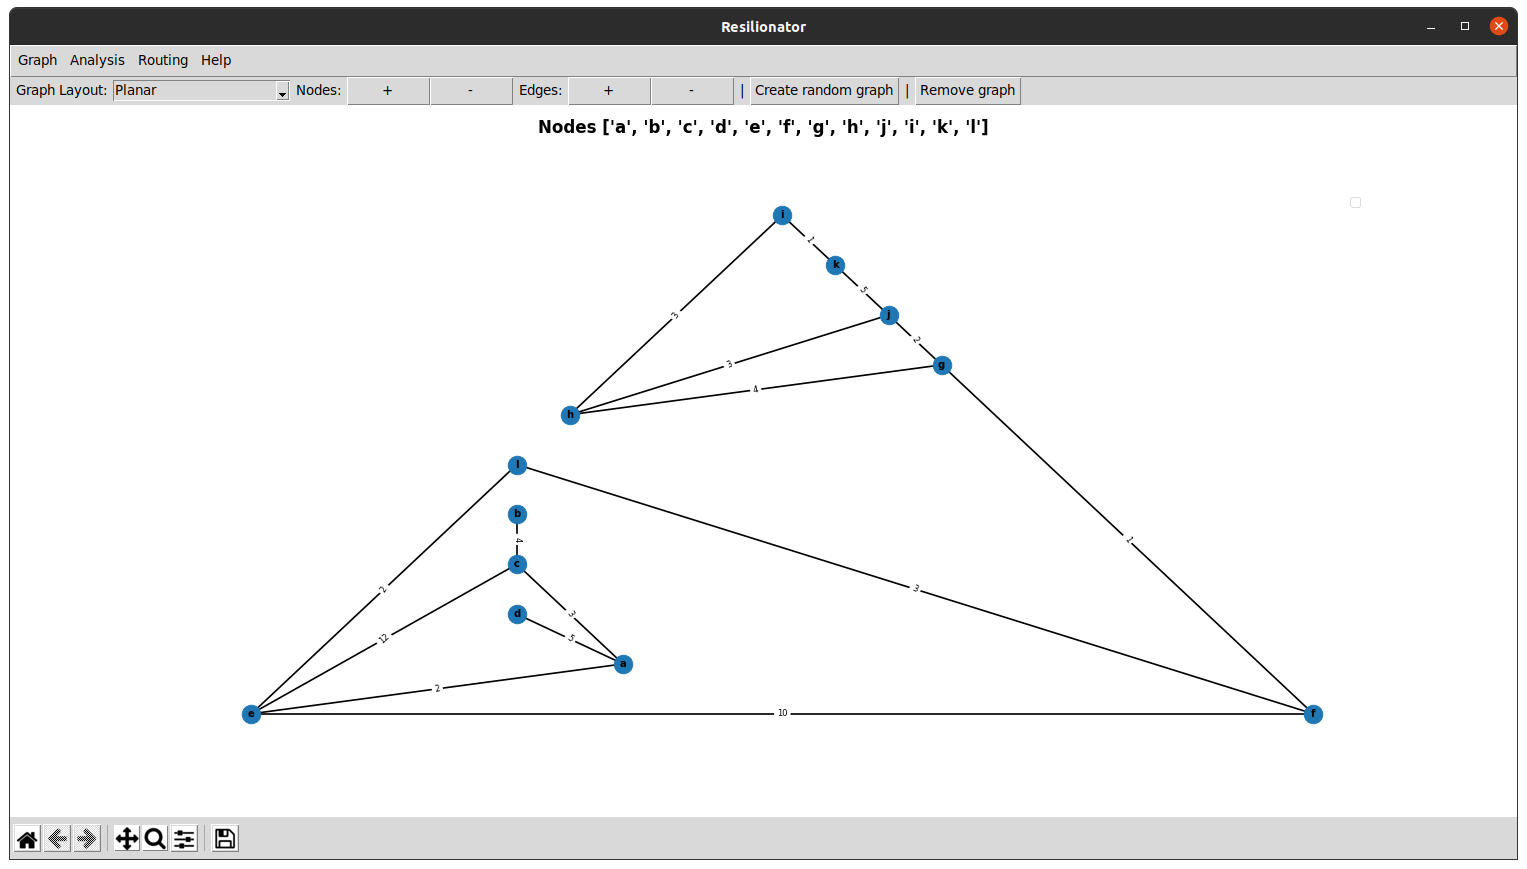 Resilionator
Graph Analysis Routing Help
Graph Layout: Planar Nodes: + - Edges: + - | Create random graph | Remove graph
Nodes ['a', 'b', 'c', 'd', 'e', 'f', 'g', 'h', 'j', 'i', 'k', 'l']
i
1
k
5
3
j
2
3
g
4
h
l
b
4
1
c
2
3
3
d
12
5
a
2
e
10
f